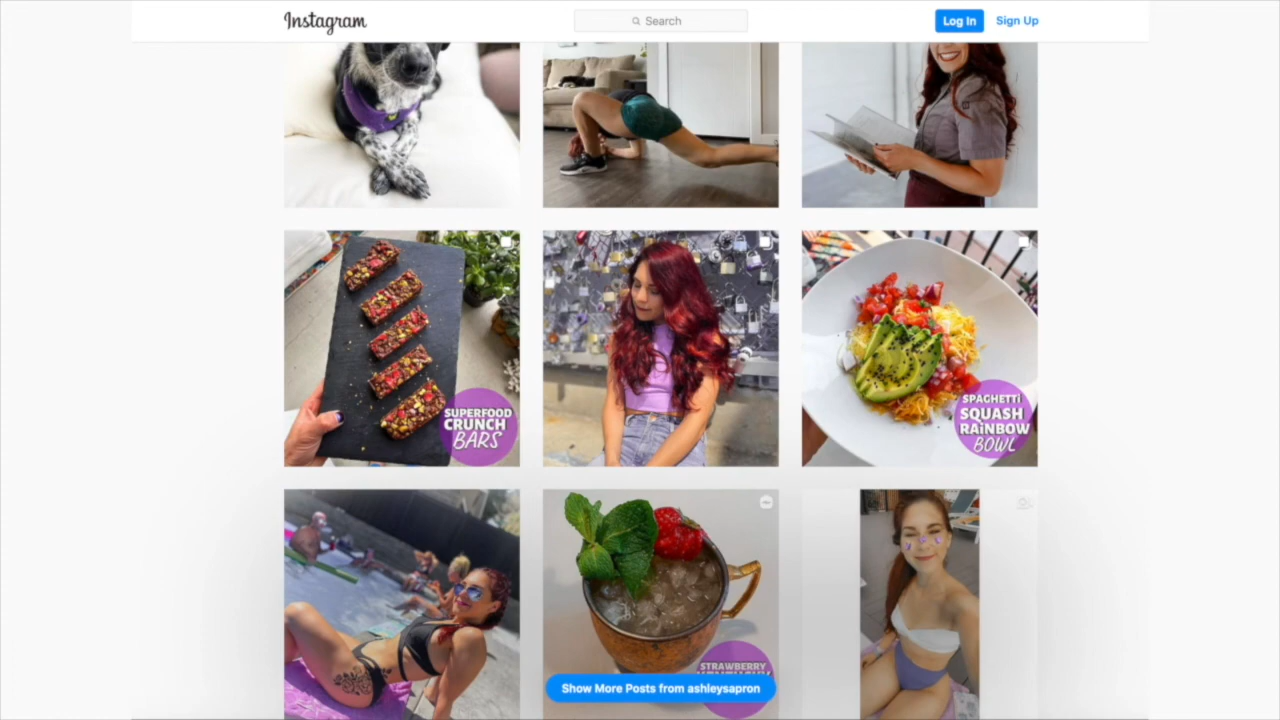 Instagram
Search
Log In
Sign Up
SUPERFOOD
CRUNCH
BARS
SPAGHETTi
SQUASH
RAiNBOW
BOWL
STRAWBERRY
Show More Posts from ashleysapron